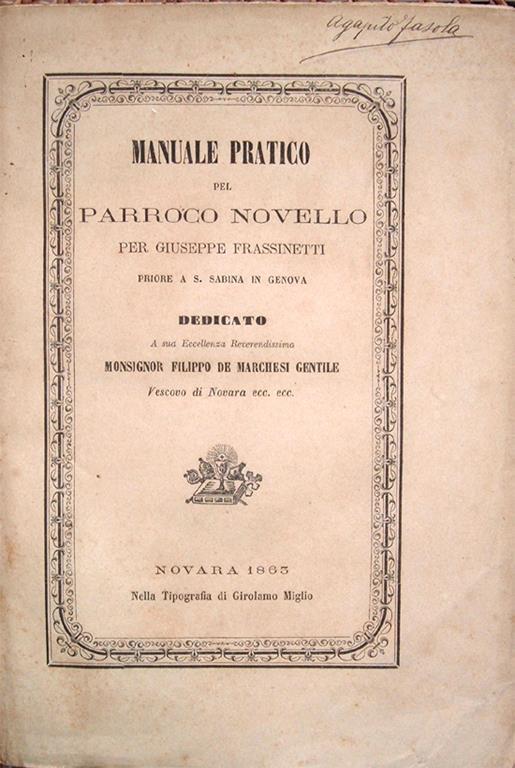 Agapito Fasola
MANUALE PRATICO
PEL
PARROCO NOVELLO
PER GIUSEPPE FRASSINETTI
PRIORE A S. SABINA IN GENOVA
DEDICATO
A sua Eccellenza Reverendissima
MONSIGNOR FILIPPO DE MARCHESI GENTILE
Vescovo di Novara ecc. ecc.
NOVARA 1863
Nella Tipografia di Girolamo Miglio